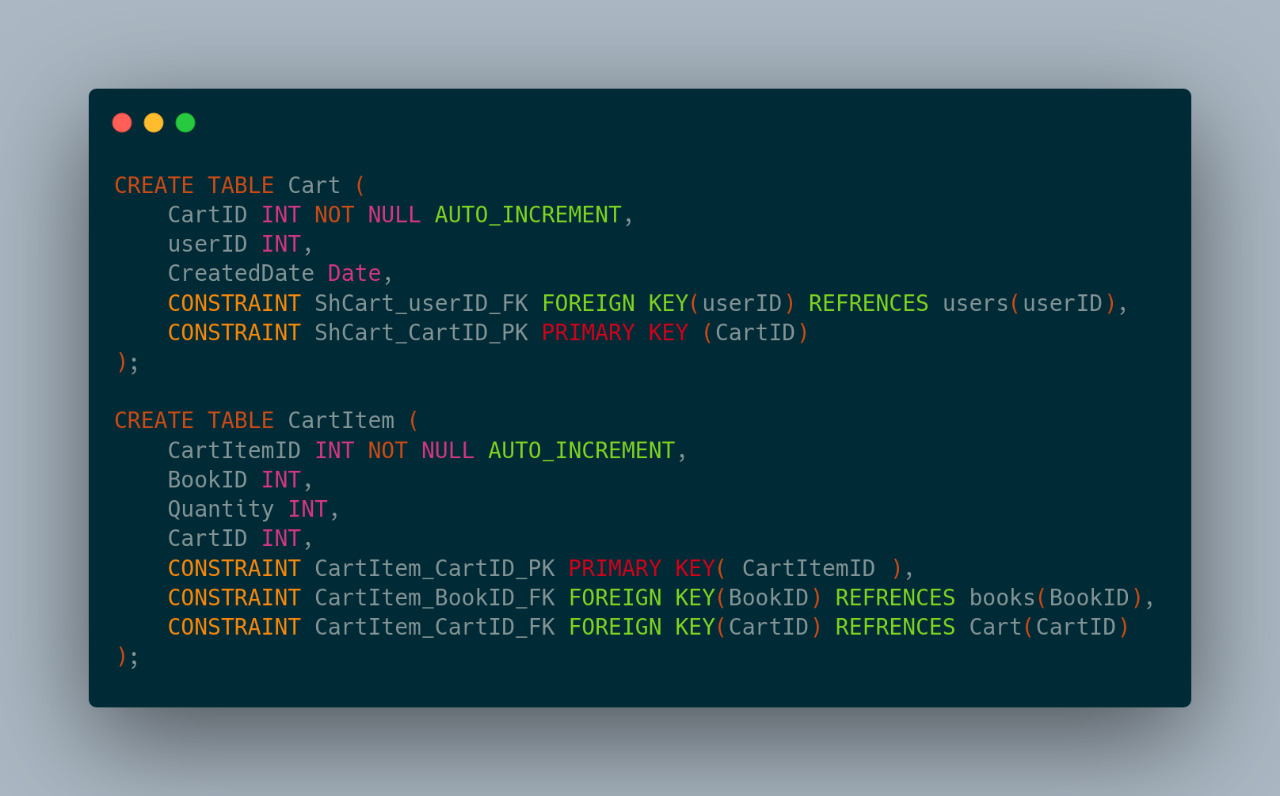 CREATE TABLE Cart (
    CartID INT NOT NULL AUTO_INCREMENT,
    userID INT,
    CreatedDate Date,
    CONSTRAINT ShCart_userID_FK FOREIGN KEY(userID) REFRENCES users(userID),
    CONSTRAINT ShCart_CartID_PK PRIMARY KEY (CartID)
);

CREATE TABLE CartItem (
    CartItemID INT NOT NULL AUTO_INCREMENT,
    BookID INT,
    Quantity INT,
    CartID INT,
    CONSTRAINT CartItem_CartID_PK PRIMARY KEY( CartItemID ),
    CONSTRAINT CartItem_BookID_FK FOREIGN KEY(BookID) REFRENCES books(BookID),
    CONSTRAINT CartItem_CartID_FK FOREIGN KEY(CartID) REFRENCES Cart(CartID)
);